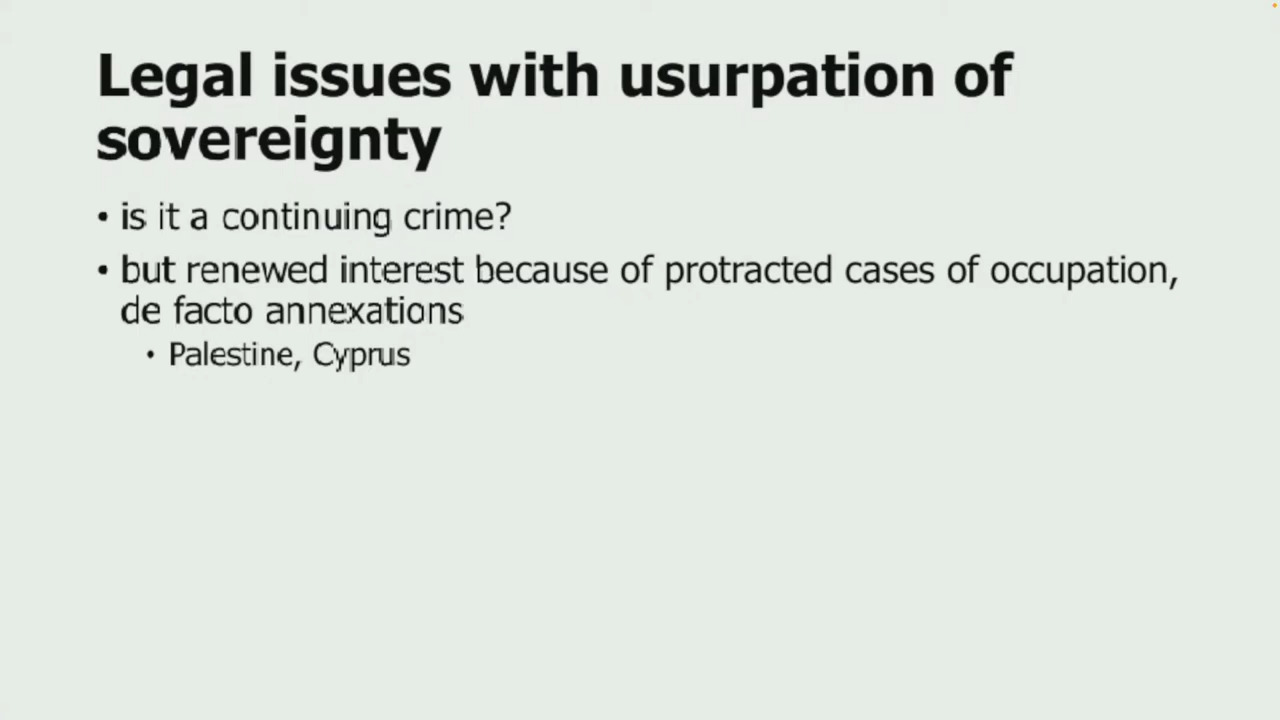 Legal issues with usurpation of
sovereignty
• is it a continuing crime?
• but renewed interest because of protracted cases of occupation,
de facto annexations
• Palestine, Cyprus